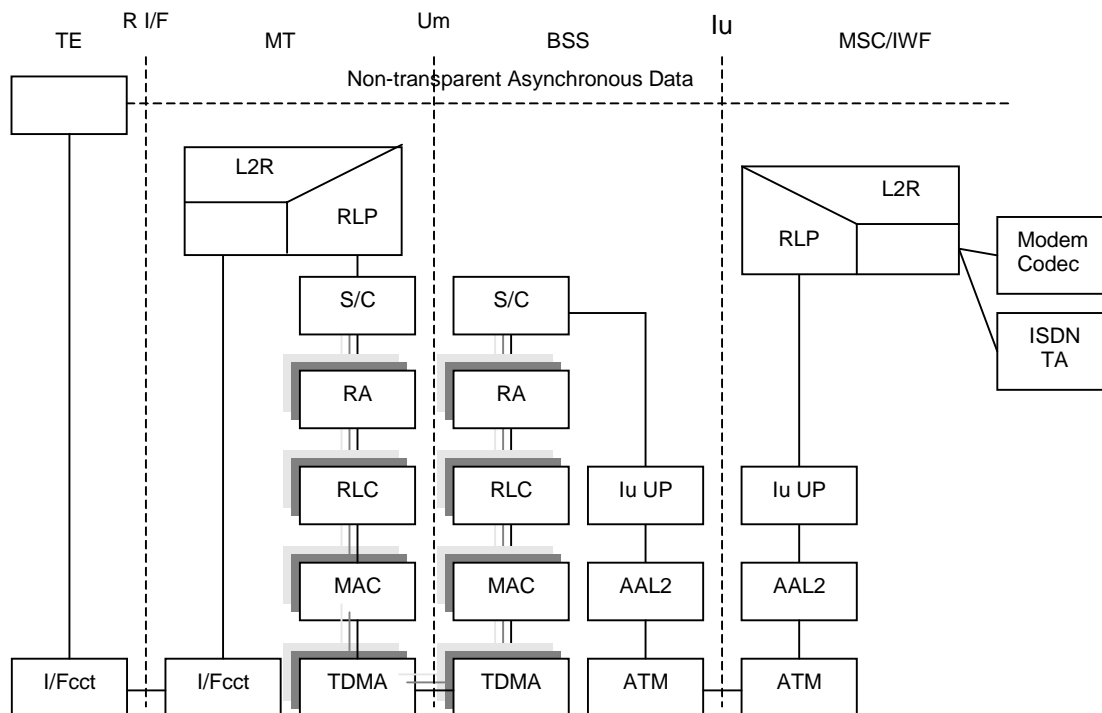 R I/F
Um
Iu
TE
MT
BSS
MSC/IWF
Non-transparent Asynchronous Data
L2R
RLP
L2R
RLP
Modem
Codec
S/C
S/C
ISDN
TA
RA
RA
RLC
RLC
Iu UP
Iu UP
MAC
MAC
AAL2
AAL2
I/Fcct
I/Fcct
TDMA
TDMA
ATM
ATM